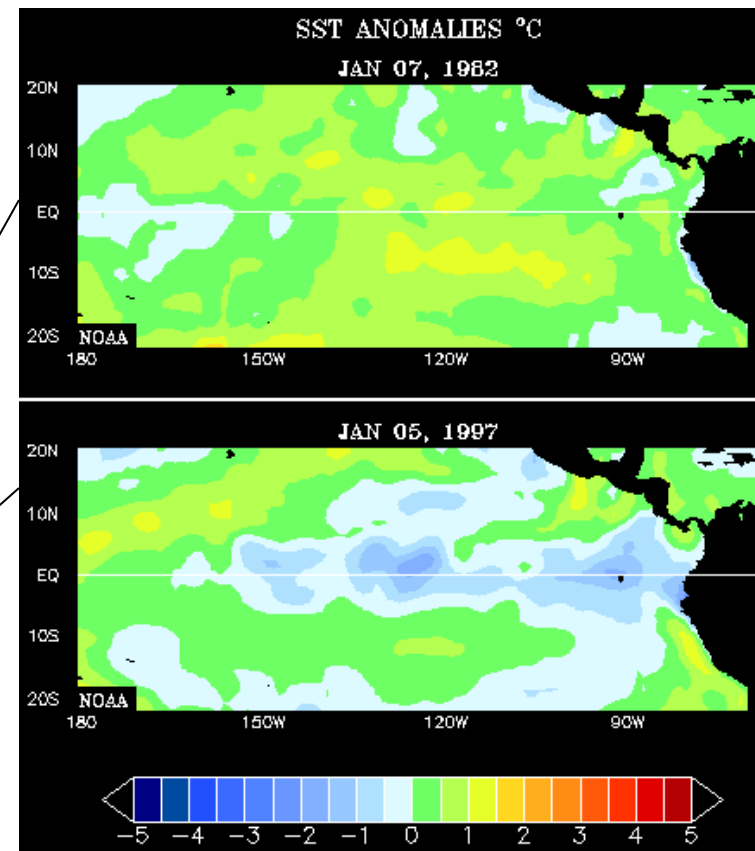 SST ANOMALIES °C
JAN 07, 1982
20N
10N
EQ
10S
20S NOAA
180 150W 120W 90W
JAN 05, 1997
20N
10N
EQ
10S
20S NOAA
180 150W 120W 90W
-5 -4 -3 -2 -1 0 1 2 3 4 5